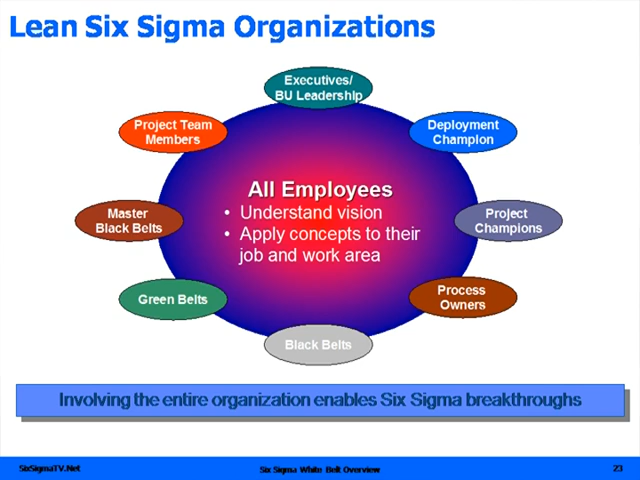 Lean Six Sigma Organizations
Executives/
BU Leadership
Project Team
Members
Deployment
Champion
All Employees
• Understand vision
• Apply concepts to their
job and work area
Master
Black Belts
Project
Champions
Green Belts
Process
Owners
Black Belts
Involving the entire organization enables Six Sigma breakthroughs
SixSigmaTV.Net
Six Sigma White Belt Overview
23